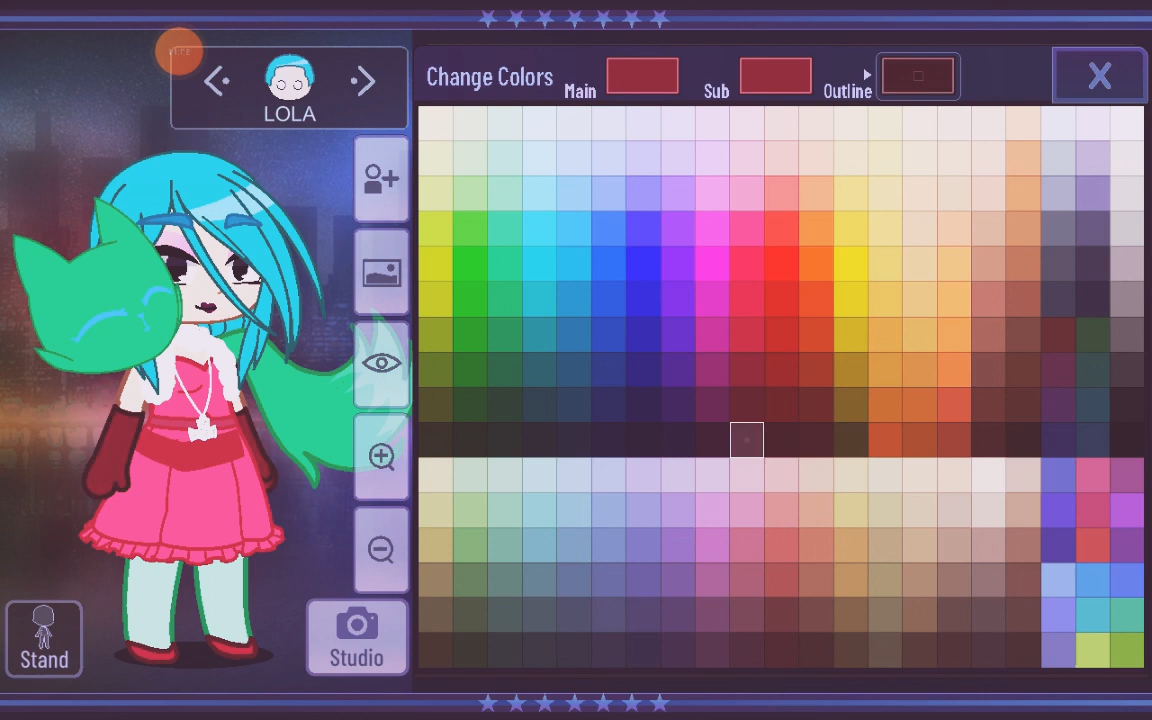 LOLA
Change Colors
Main
Sub
Outline
X
Stand
Studio